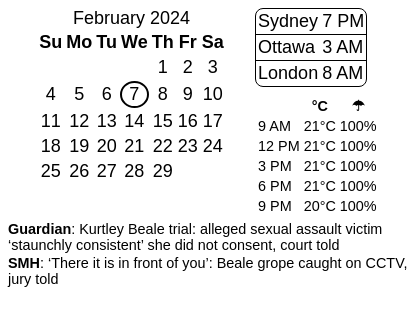 February 2024
Su Mo Tu We Th Fr Sa
1 2 3
4 5 6 7 8 9 10
11 12 13 14 15 16 17
18 19 20 21 22 23 24
25 26 27 28 29
Sydney 7 PM
Ottawa 3 AM
London 8 AM
°C ☂
9 AM 21°C 100%
12 PM 21°C 100%
3 PM 21°C 100%
6 PM 21°C 100%
9 PM 20°C 100%
Guardian: Kurtley Beale trial: alleged sexual assault victim
‘staunchly consistent’ she did not consent, court told
SMH: ‘There it is in front of you’: Beale grope caught on CCTV,
jury told